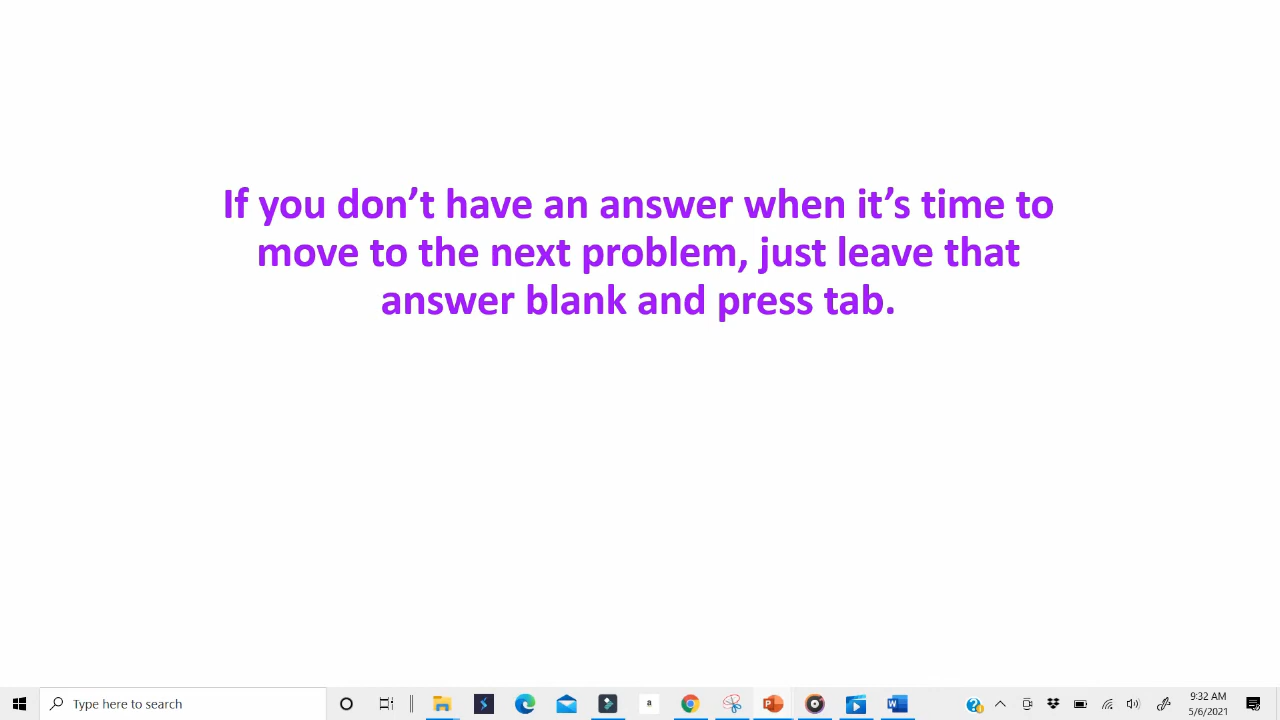 If you don’t have an answer when it’s time to
move to the next problem, just leave that
answer blank and press tab.
Type here to search
a
9:32 AM
5/6/2021